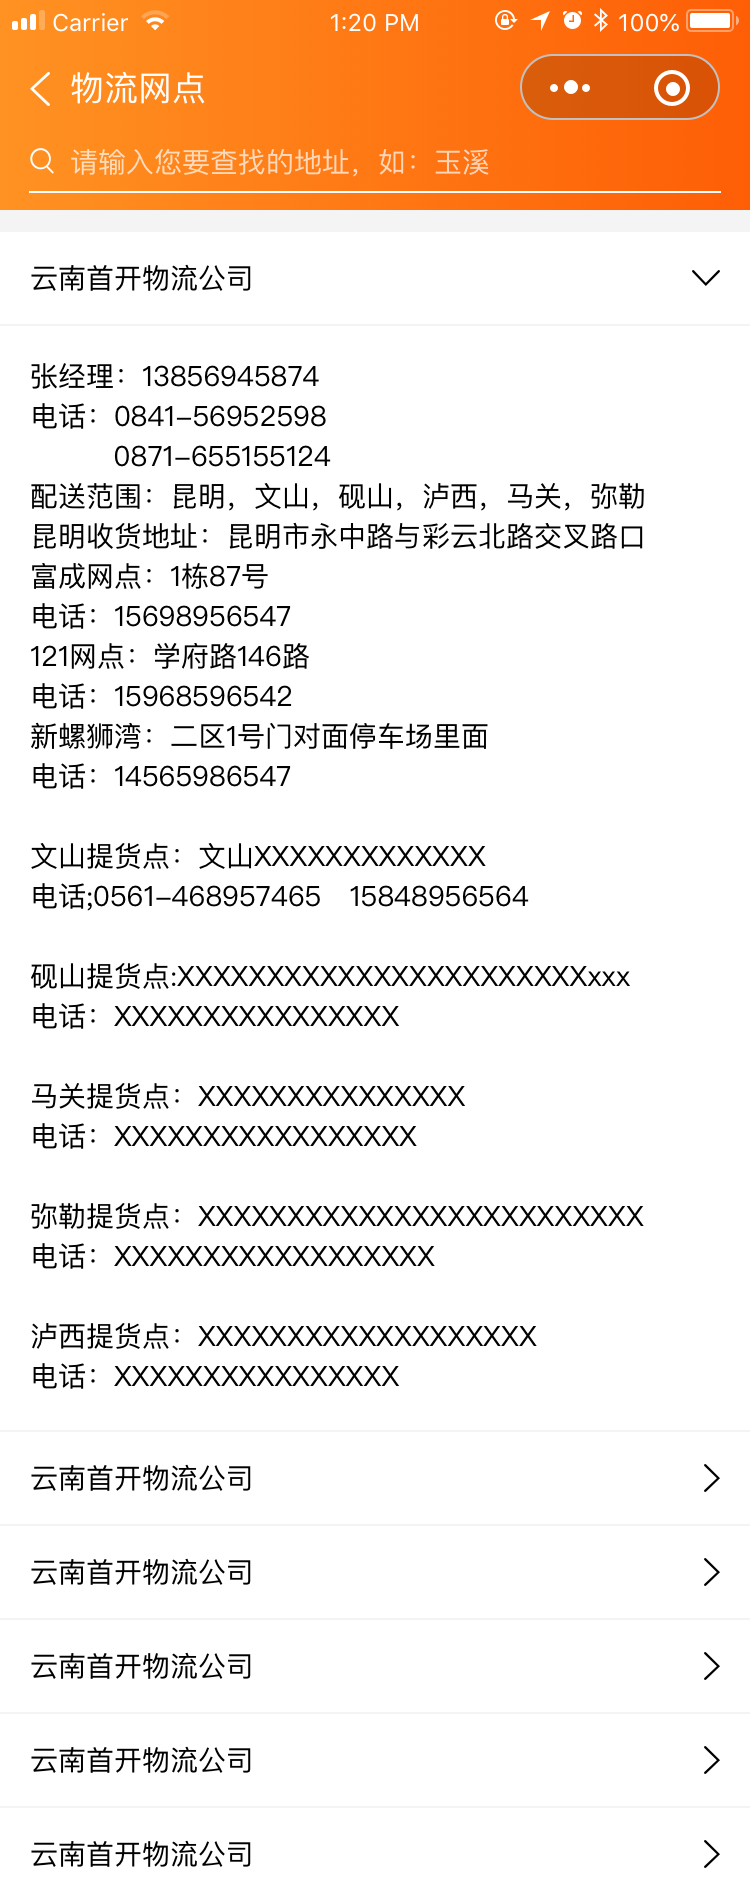 Carrier 1:20 PM 100%
物流网点
请输入您要查找的地址，如：玉溪
云南首开物流公司
张经理：13856945874
电话：0841-56952598
0871-655155124
配送范围：昆明，文山，砚山，泸西，马关，弥勒
昆明收货地址：昆明市永中路与彩云北路交叉路口
富成网点：1栋87号
电话：15698956547
121网点：学府路146路
电话：15968596542
新螺狮湾：二区1号门对面停车场里面
电话：14565986547
文山提货点：文山XXXXXXXXXXXXX
电话;0561-468957465 15848956564
砚山提货点:XXXXXXXXXXXXXXXXXXXXXXXxxx
电话：XXXXXXXXXXXXXXXX
马关提货点：XXXXXXXXXXXXXXX
电话：XXXXXXXXXXXXXXXXX
弥勒提货点：XXXXXXXXXXXXXXXXXXXXXXXXX
电话：XXXXXXXXXXXXXXXXXX
泸西提货点：XXXXXXXXXXXXXXXXXXX
电话：XXXXXXXXXXXXXXXX
云南首开物流公司
云南首开物流公司
云南首开物流公司
云南首开物流公司
云南首开物流公司